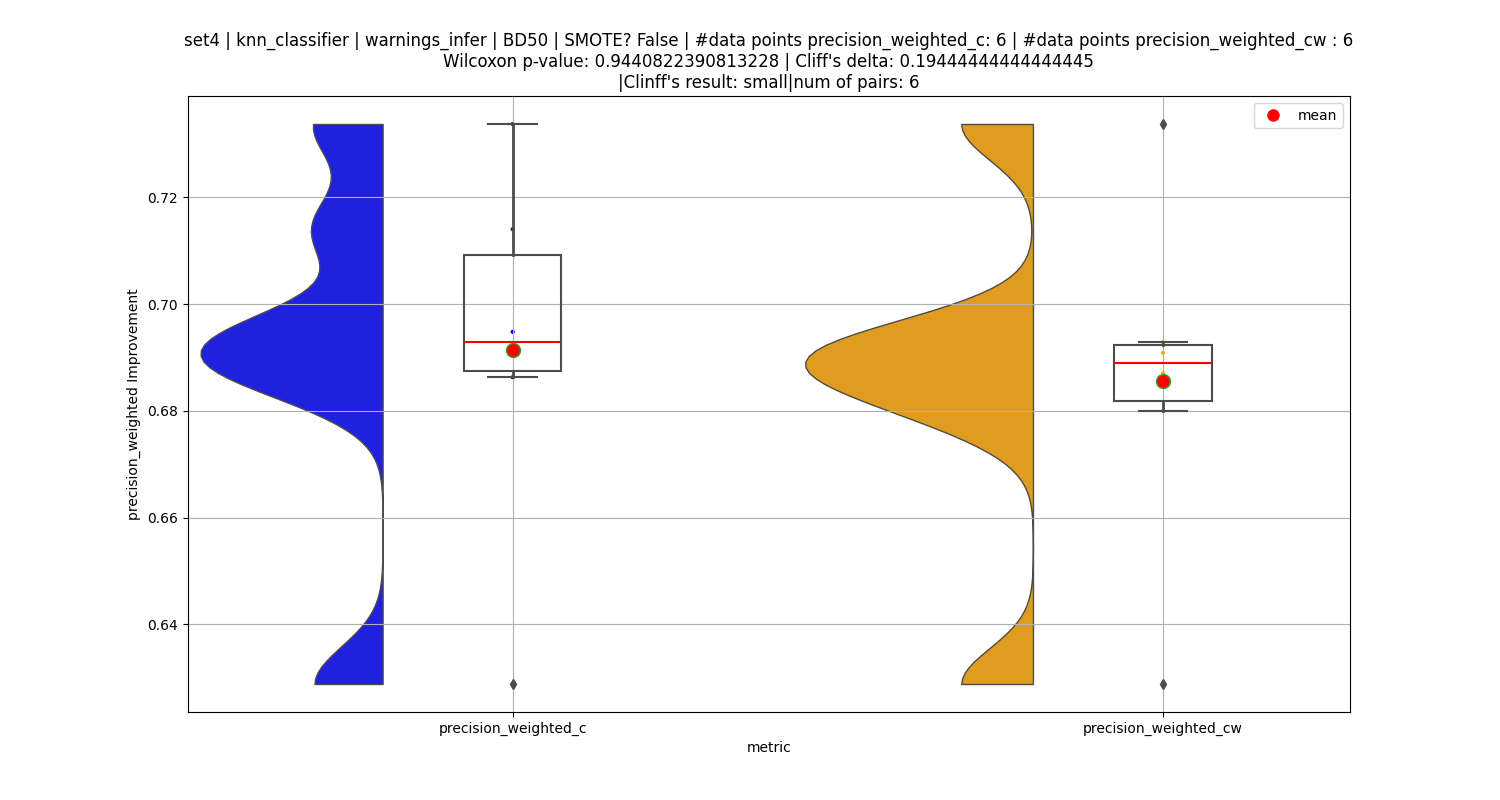 set4 | knn_classifier | warnings_infer | BD50 | SMOTE? False | #data points precision_weighted_c: 6 | #data points precision_weighted_cw : 6
Wilcoxon p-value: 0.9440822390813228 | Cliff's delta: 0.19444444444444445
|Clinff's result: small|num of pairs: 6
mean
0.72
0.70
0.68
0.66
0.64
precision_weighted Improvement
precision_weighted_c
precision_weighted_cw
metric